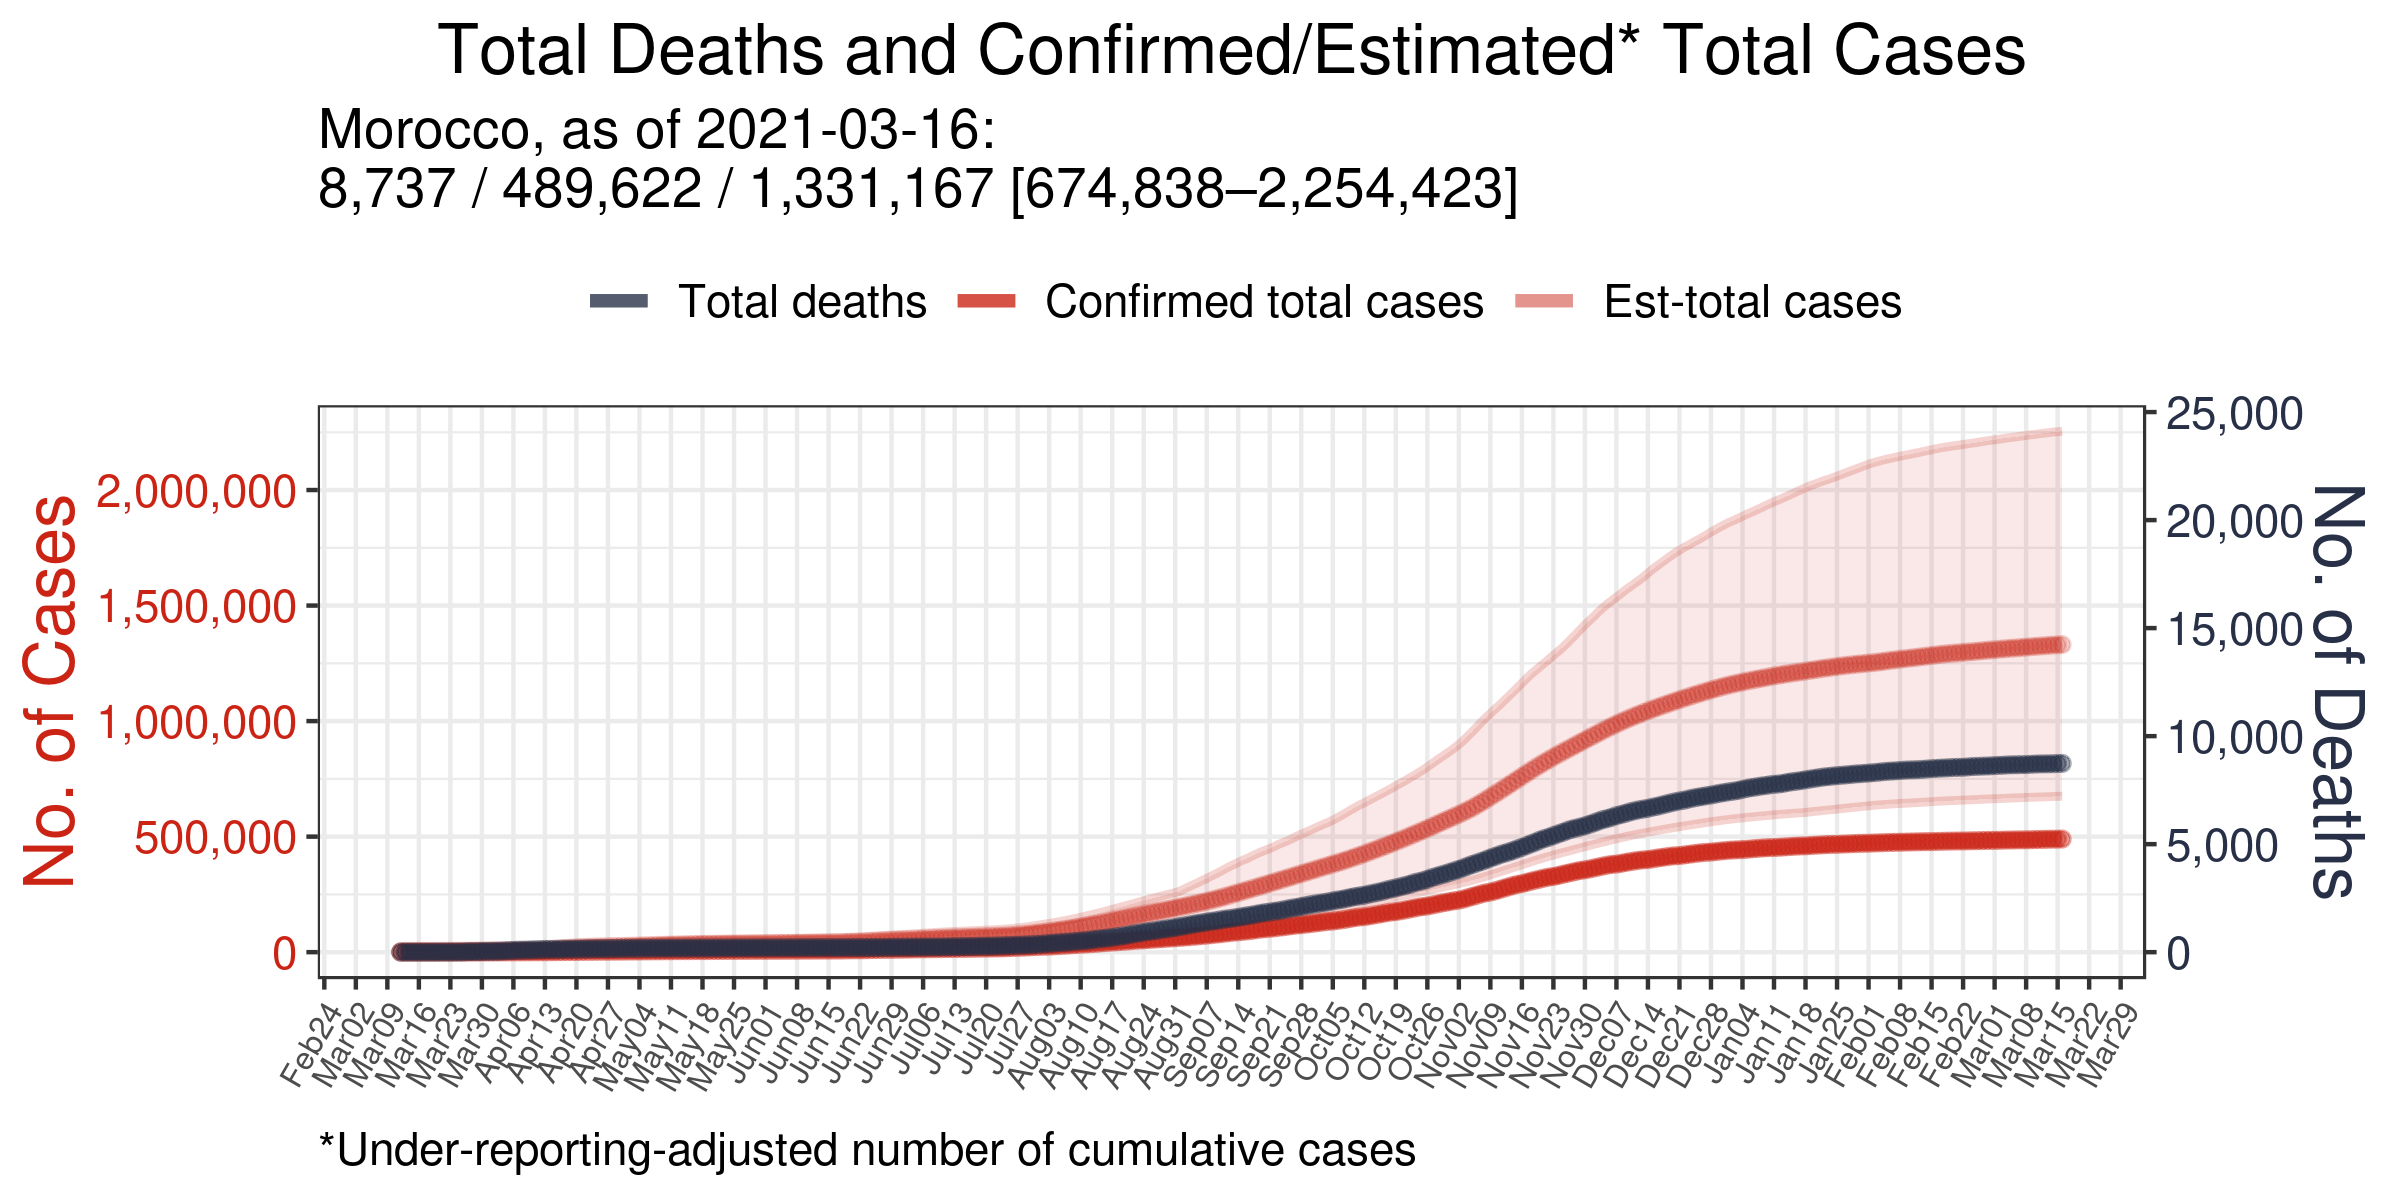 Total Deaths and Confirmed/Estimated* Total Cases
Morocco, as of 2021-03-16:
8,737 / 489,622 / 1,331,167 [674,838–2,254,423]
Total deaths
Confirmed total cases
Est-total cases
No. of Cases
2,000,000
1,500,000
1,000,000
500,000
0
25,000
20,000
15,000
10,000
5,000
0
No. of Deaths
Feb24
Mar02
Mar09
Mar16
Mar23
Mar30
Apr06
Apr13
Apr20
Apr27
May04
May11
May18
May25
Jun01
Jun08
Jun15
Jun22
Jun29
Jul06
Jul13
Jul20
Jul27
Aug03
Aug10
Aug17
Aug24
Aug31
Sep07
Sep14
Sep21
Sep28
Oct05
Oct12
Oct19
Oct26
Nov02
Nov09
Nov16
Nov23
Nov30
Dec07
Dec14
Dec21
Dec28
Jan04
Jan11
Jan18
Jan25
Feb01
Feb08
Feb15
Feb22
Mar01
Mar08
Mar15
Mar22
Mar29
*Under-reporting-adjusted number of cumulative cases